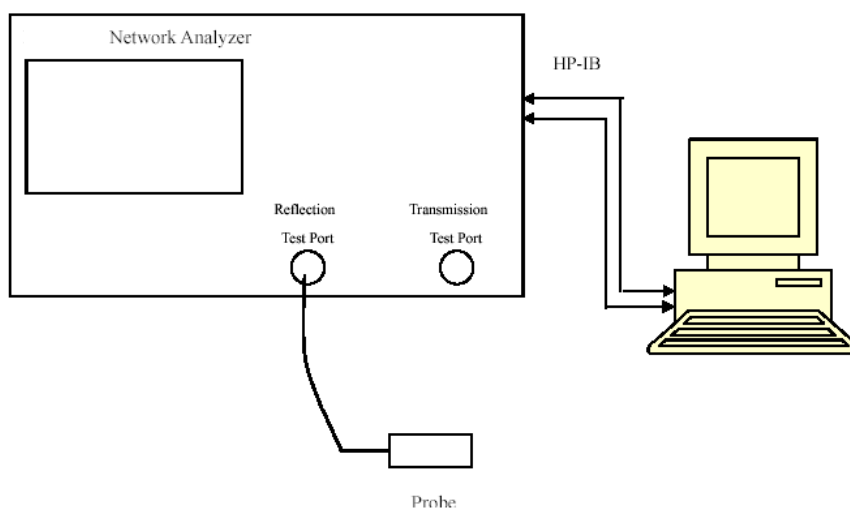 Network Analyzer
HP-IB
Reflection
Test Port
Transmission
Test Port
Probe